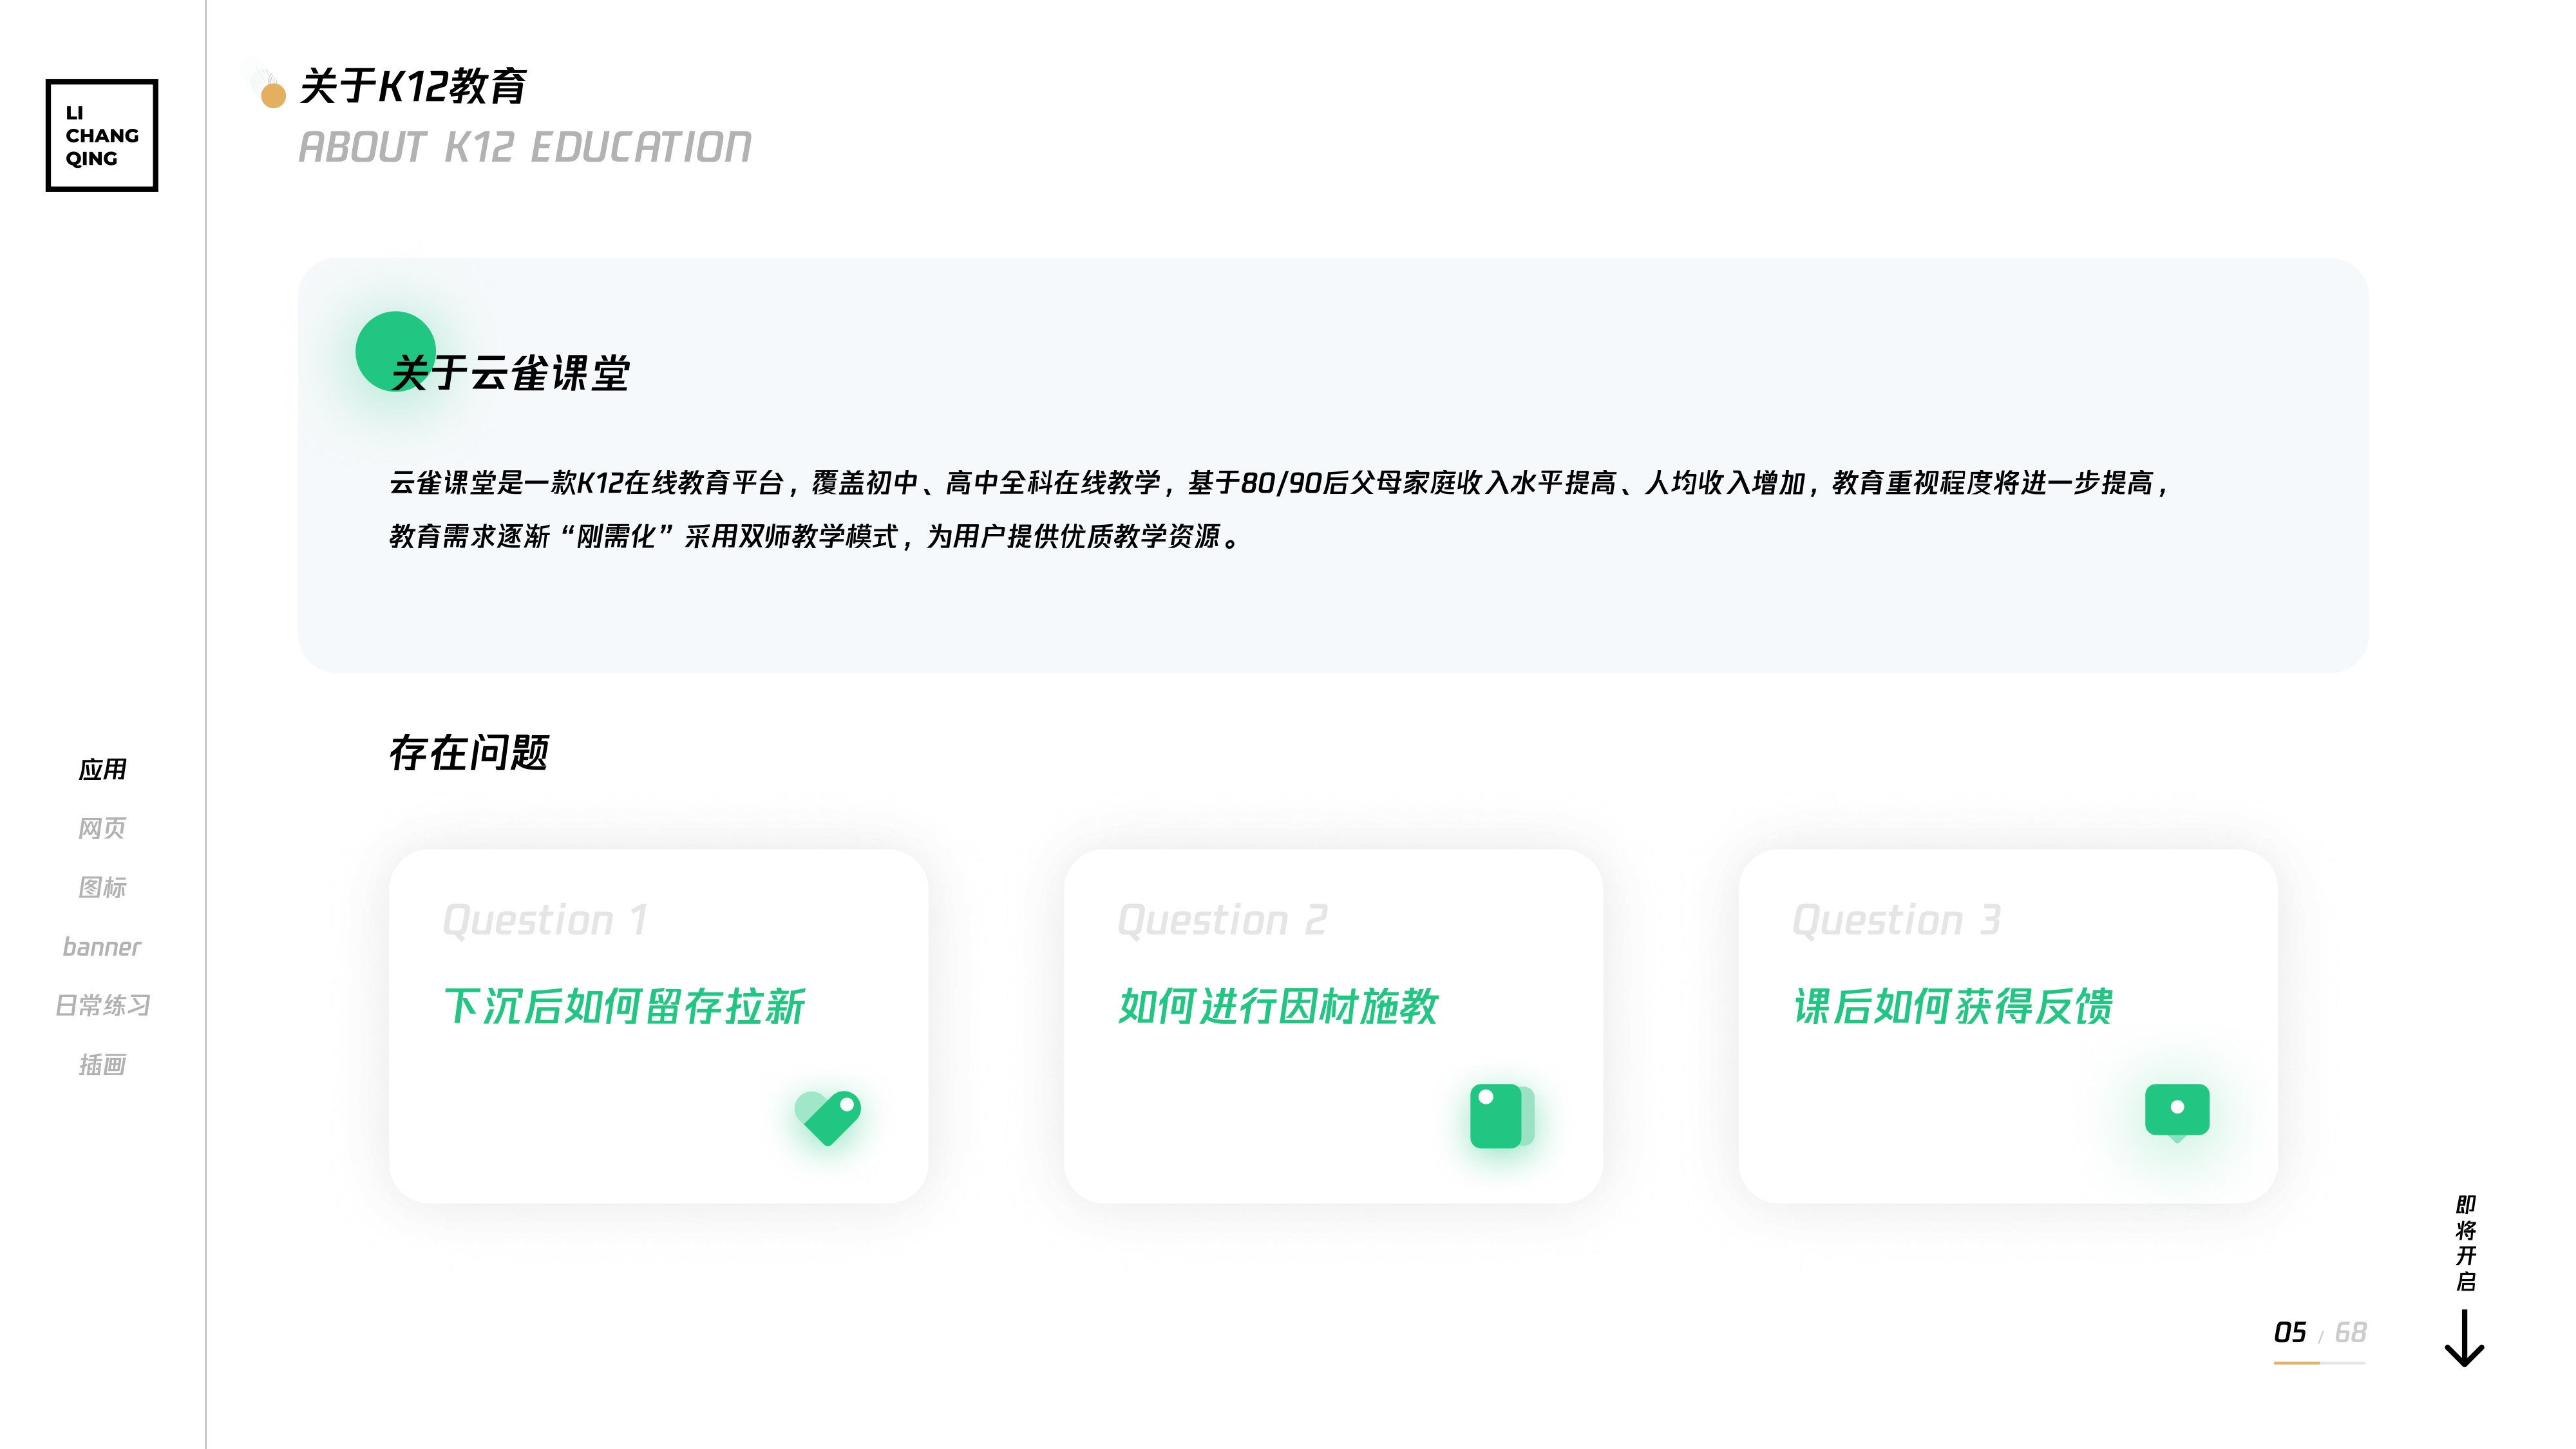 LI
CHANG
QING
应用
网页
图标
banner
日常练习
插画
关于K12教育
ABOUT K12 EDUCATION
关于云雀课堂
云雀课堂是一款K12在线教育平台，覆盖初中、高中全科在线教学，基于80/90后父母家庭收入水平提高、人均收入增加，教育重视程度将进一步提高，
教育需求逐渐“刚需化”采用双师教学模式，为用户提供优质教学资源。
存在问题
Question 1
下沉后如何留存拉新
Question 2
如何进行因材施教
Question 3
课后如何获得反馈
即将开启
05 / 68